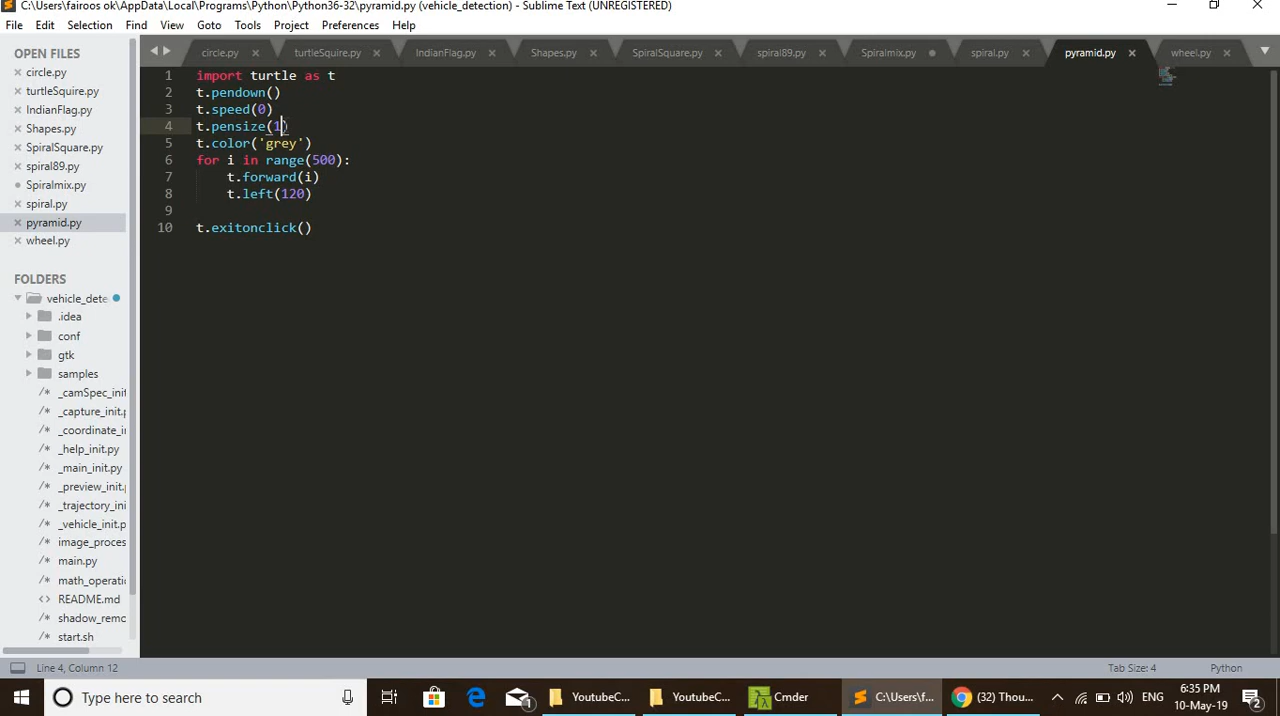 C:\Users\fairoos ok\AppData\Local\Programs\Python\Python36-32\pyramid.py (vehicle_detection) - Sublime Text (UNREGISTERED)
File Edit Selection Find View Goto Tools Project Preferences Help
OPEN FILES
circle.py
turtleSquire.py
IndianFlag.py
Shapes.py
SpiralSquare.py
spiral89.py
Spiralmix.py
spiral.py
pyramid.py
wheel.py
FOLDERS
vehicle_dete
.idea
conf
gtk
samples
/* _camSpec_init
/* _capture_init.p
/* _coordinate_in
/* _help_init.py
/* _main_init.py
/* _preview_init.p
/* _trajectory_ini
/* _vehicle_init.p
/* image_proces
/* main.py
/* math_operatio
<> README.md
/* shadow_remo
/* start.sh
circle.py turtleSquire.py IndianFlag.py Shapes.py SpiralSquare.py spiral89.py Spiralmix.py spiral.py pyramid.py wheel.py
1 import turtle as t
2 t.pendown()
3 t.speed(0)
4 t.pensize(1)
5 t.color('grey')
6 for i in range(500):
7 t.forward(i)
8 t.left(120)
9
10 t.exitonclick()
Line 4, Column 12 Tab Size: 4 Python
Type here to search 1 YoutubeC... YoutubeC... Cmder C:\Users\f... (32) Thou... ENG 6:35 PM
10-May-19 2